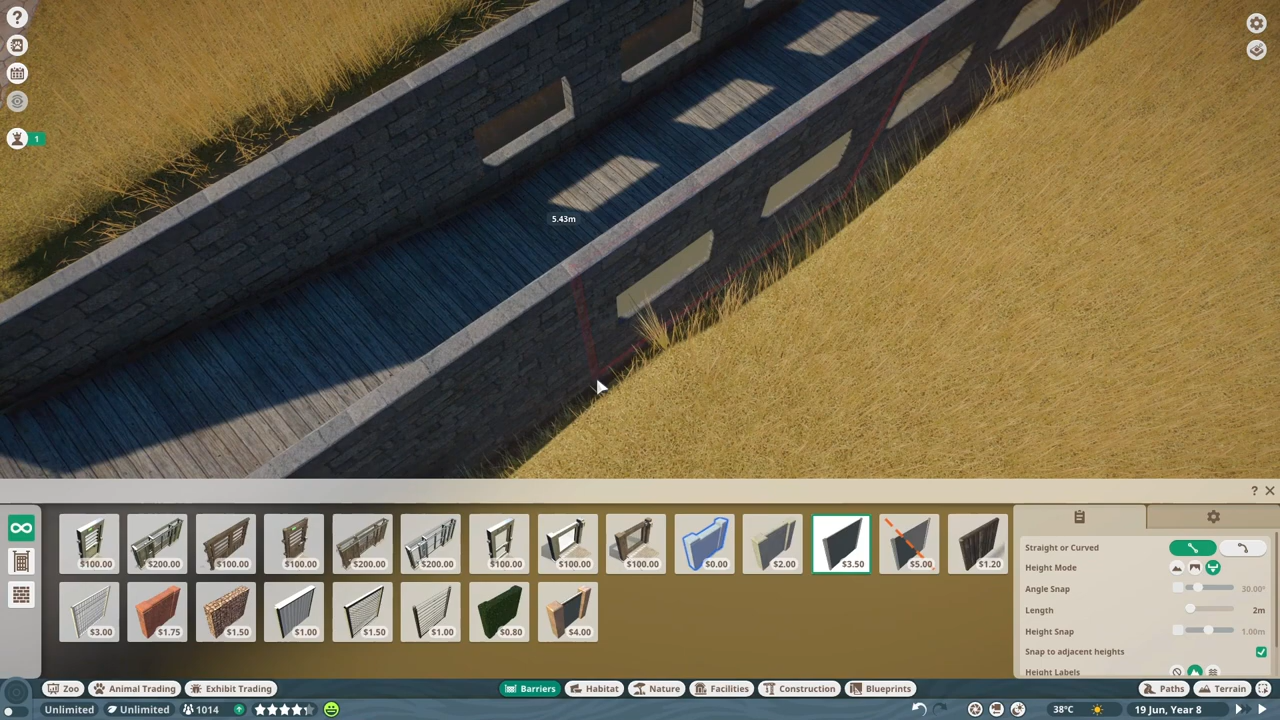 ?
1
5.43m
?
$100.00 $200.00 $100.00 $100.00 $200.00 $200.00 $100.00 $100.00 $100.00 $0.00 $2.00 $3.50 $5.00 $1.20
$3.00 $1.75 $1.50 $1.00 $1.50 $1.00 $0.80 $4.00
Straight or Curved
Height Mode
Angle Snap 30.00°
Length 2m
Height Snap 1.00m
Snap to adjacent heights
Height Labels
Zoo Animal Trading Exhibit Trading Barriers Habitat Nature Facilities Construction Blueprints Paths Terrain
Unlimited Unlimited 1014 38°C 19 Jun, Year 8